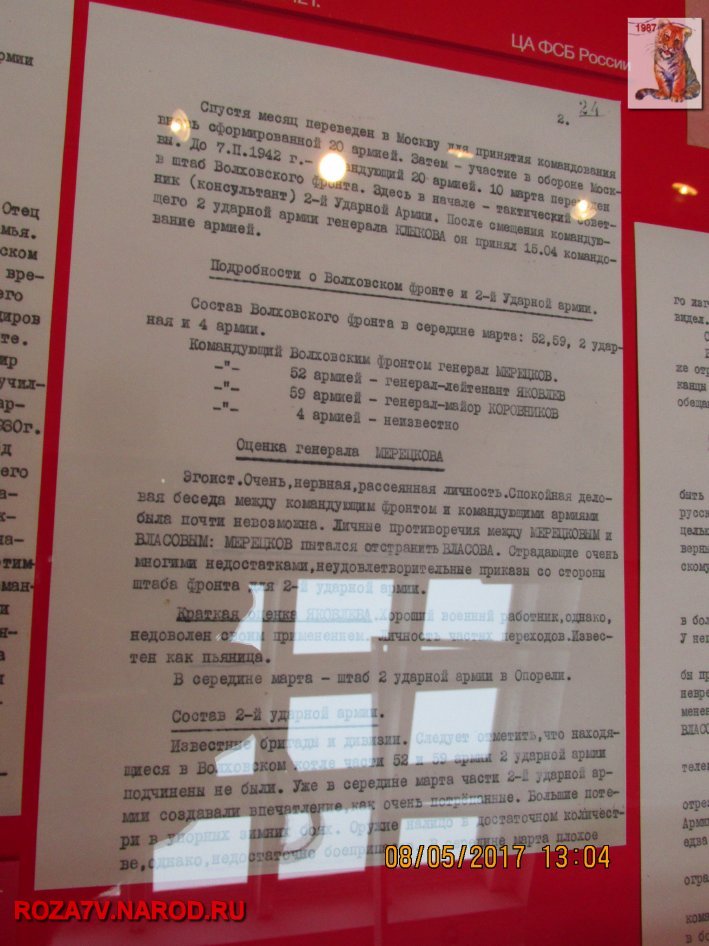 ЦА ФСБ России
1987
24
2.
Спустя месяц переведен в Москву для принятия командования
вновь сформированной 20 армией. Затем - участие в обороне Моск-
вы. До 7.II.1942 г.- командующий 20 армией. 10 марта переведен
в штаб Волховского фронта. Здесь в начале - тактический совет-
ник (консультант) 2-й Ударной Армии. После смещения командую-
щего 2 ударной армии генерала КЛЫКОВА он принял 15.04 командо-
вание армией.
Подробности о Волховском фронте и 2-й Ударной армии.
Состав Волховского фронта в середине марта: 52,59, 2 удар-
ная и 4 армии.
Командующий Волховским фронтом генерал МЕРЕЦКОВ.
-"- 52 армией - генерал-лейтенант ЯКОВЛЕВ
-"- 59 армией - генерал-майор КОРОВНИКОВ
-"- 4 армией - неизвестно
Оценка генерала МЕРЕЦКОВА
Эгоист.Очень,нервная,рассеянная личность.Спокойная дело-
вая беседа между командующим фронтом и командующими армиями
была почти невозможна. Личные противоречия между МЕРЕЦКОВЫМ и
ВЛАСОВЫМ: МЕРЕЦКОВ пытался отстранить ВЛАСОВА. Страдающие очень
многими недостатками,неудовлетворительные приказы со стороны
штаба фронта для 2-й ударной армии.
Краткая оценка ЯКОВЛЕВА.Хороший военный работник,однако,
недоволен своим применением. Личность частых переходов.Извес-
тен как пьяница.
В середине марта - штаб 2 ударной армии в Опорели.
Состав 2-й ударной армии.
Известные бригады и дивизии. Следует отметить,что находя-
щиеся в Волховском котле части 52 и 59 армий 2 ударной армии
подчинены не были. Уже в середине марта части 2-й ударной ар-
мии создавали впечатление,как очень потрёпанные. Большие поте-
ри в упорных зимних боях. Оружие налицо в достаточном количест-
ве,однако,недостаточно марта плохое
08/05/2017 13:04
ROZA7V.NAROD.RU